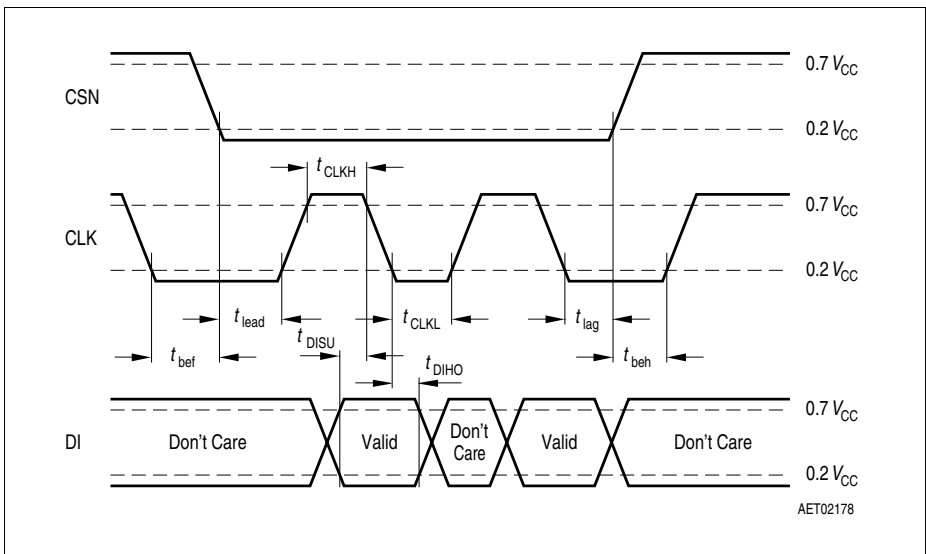 0.7 VCC
CSN
0.2 VCC
tCLKH
0.7 VCC
CLK
0.2 VCC
tlead
tCLKL
tlag
tDISU
tbef
tDIHO
tbeh
0.7 VCC
DI
Don't Care
Valid
Don't
Care
Valid
Don't Care
0.2 VCC
AET02178